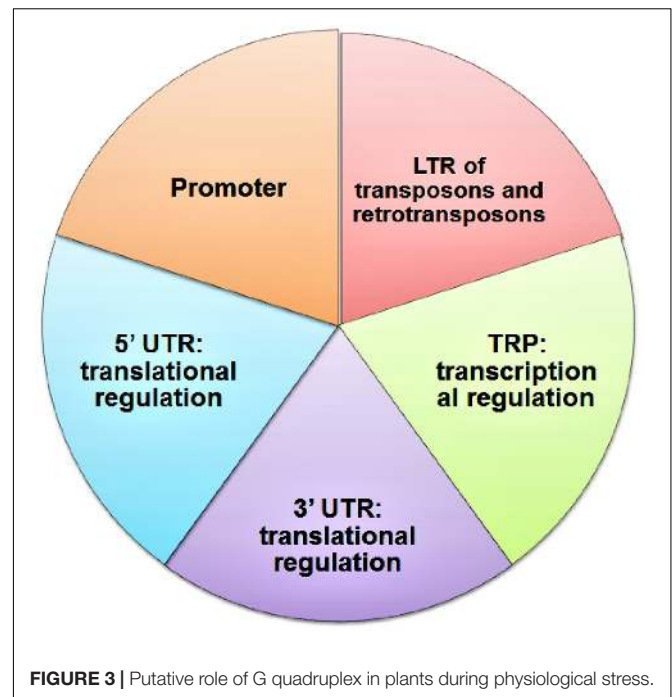 Promoter
LTR of
transposons and
retrotransposons
5' UTR:
translational
regulation
TRP:
transcription
al regulation
3' UTR:
translational
regulation
FIGURE 3 | Putative role of G quadruplex in plants during physiological stress.